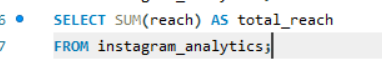 6 SELECT SUM(reach) AS total_reach
7 FROM instagram_analytics;